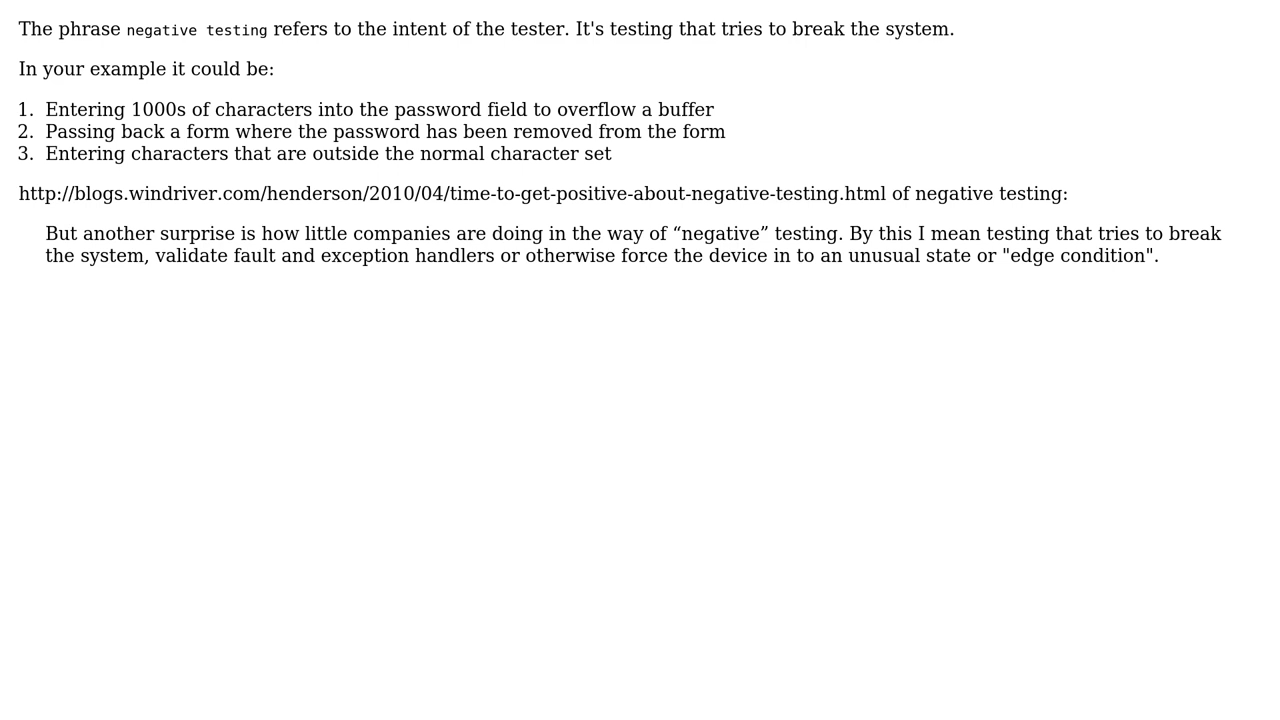 The phrase negative testing refers to the intent of the tester. It's testing that tries to break the system.
In your example it could be:
1. Entering 1000s of characters into the password field to overflow a buffer
2. Passing back a form where the password has been removed from the form
3. Entering characters that are outside the normal character set
http://blogs.windriver.com/henderson/2010/04/time-to-get-positive-about-negative-testing.html of negative testing:
But another surprise is how little companies are doing in the way of “negative” testing. By this I mean testing that tries to break
the system, validate fault and exception handlers or otherwise force the device in to an unusual state or "edge condition".